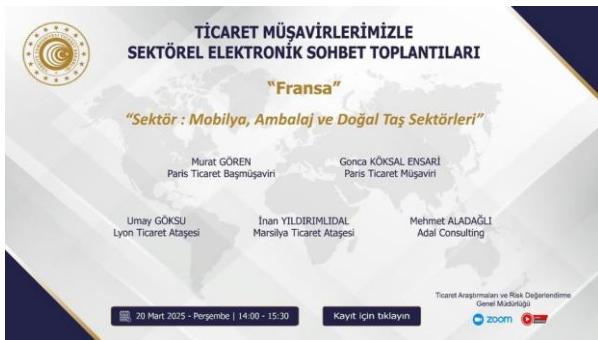 TİCARET MÜŞAVİRLERİMİZLE
SEKTÖREL ELEKTRONİK SOHBET TOPLANTILARI
"Fransa"
"Sektör : Mobilya, Ambalaj ve Doğal Taş Sektörleri"
Murat GÖREN
Paris Ticaret Başmüşaviri
Gonca KÖKSAL ENSARİ
Paris Ticaret Müşaviri
Umay GÖKSU
Lyon Ticaret Ataşesi
İnan YILDIRIMLIDAL
Marsilya Ticaret Ataşesi
Mehmet ALADAĞLI
Adal Consulting
Ticaret Araştırmaları ve Risk Değerlendirme
Genel Müdürlüğü
20 Mart 2025 - Perşembe | 14:00 - 15:30
Kayıt için tıklayın
zoom